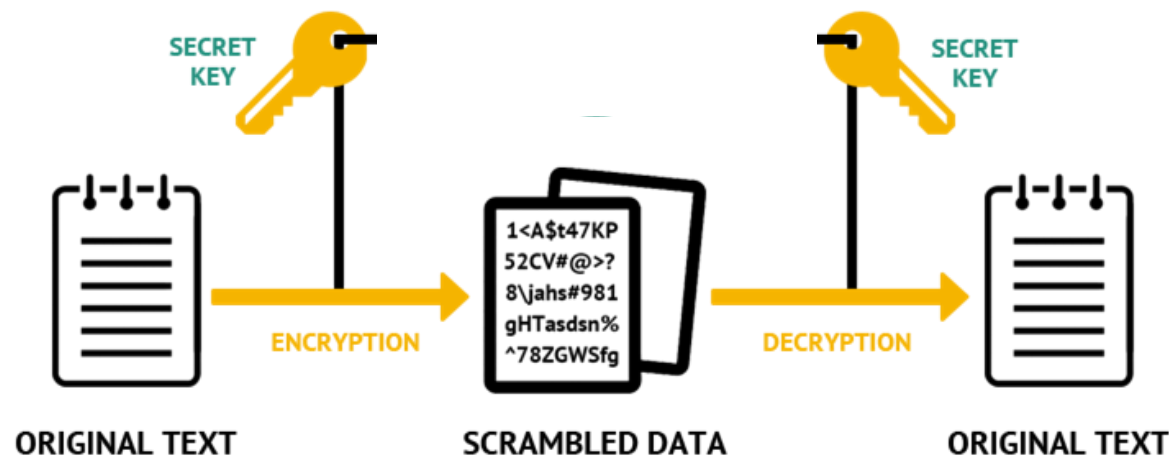 SECRET
KEY
SECRET
KEY
1<A$t47KP
52CV#@>?
8\jahs#981
gHTasdsn%
^78ZGWSfg
ENCRYPTION
DECRYPTION
ORIGINAL TEXT
SCRAMBLED DATA
ORIGINAL TEXT